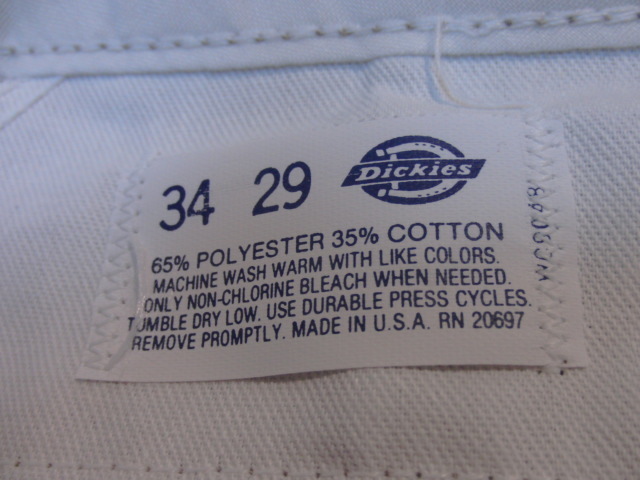 34 29 Dickies
65% POLYESTER 35% COTTON
MACHINE WASH WARM WITH LIKE COLORS.
ONLY NON-CHLORINE BLEACH WHEN NEEDED.
TUMBLE DRY LOW. USE DURABLE PRESS CYCLES.
REMOVE PROMPTLY. MADE IN U.S.A. RN 20697